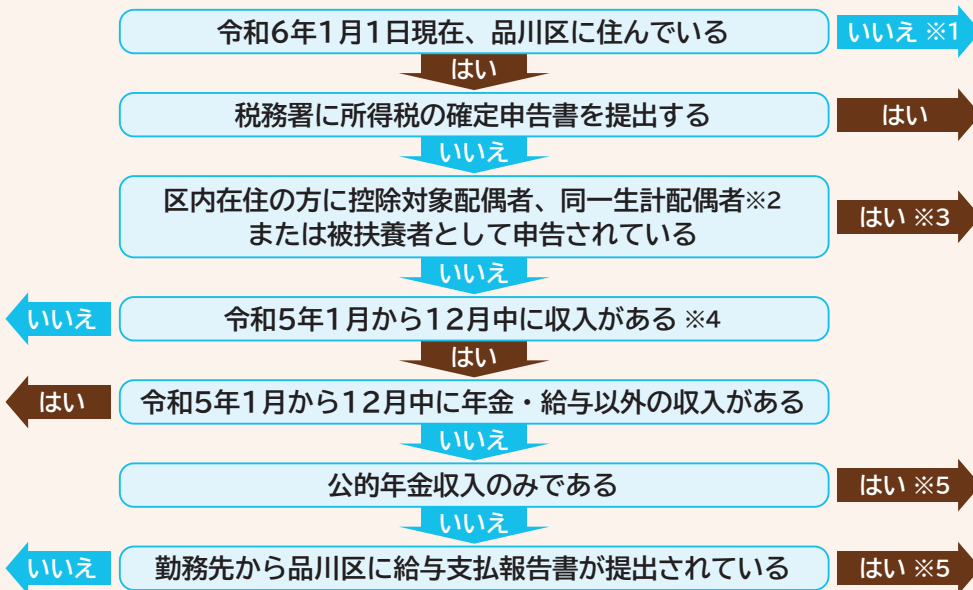 令和6年1月1日現在、品川区に住んでいる
いいえ ※1
はい
税務署に所得税の確定申告書を提出する
はい
いいえ
区内在住の方に控除対象配偶者、同一生計配偶者※2
または被扶養者として申告されている
はい ※3
いいえ
いいえ
令和5年1月から12月中に収入がある ※4
はい
はい
令和5年1月から12月中に年金・給与以外の収入がある
いいえ
公的年金収入のみである
はい ※5
いいえ
いいえ
勤務先から品川区に給与支払報告書が提出されている
はい ※5